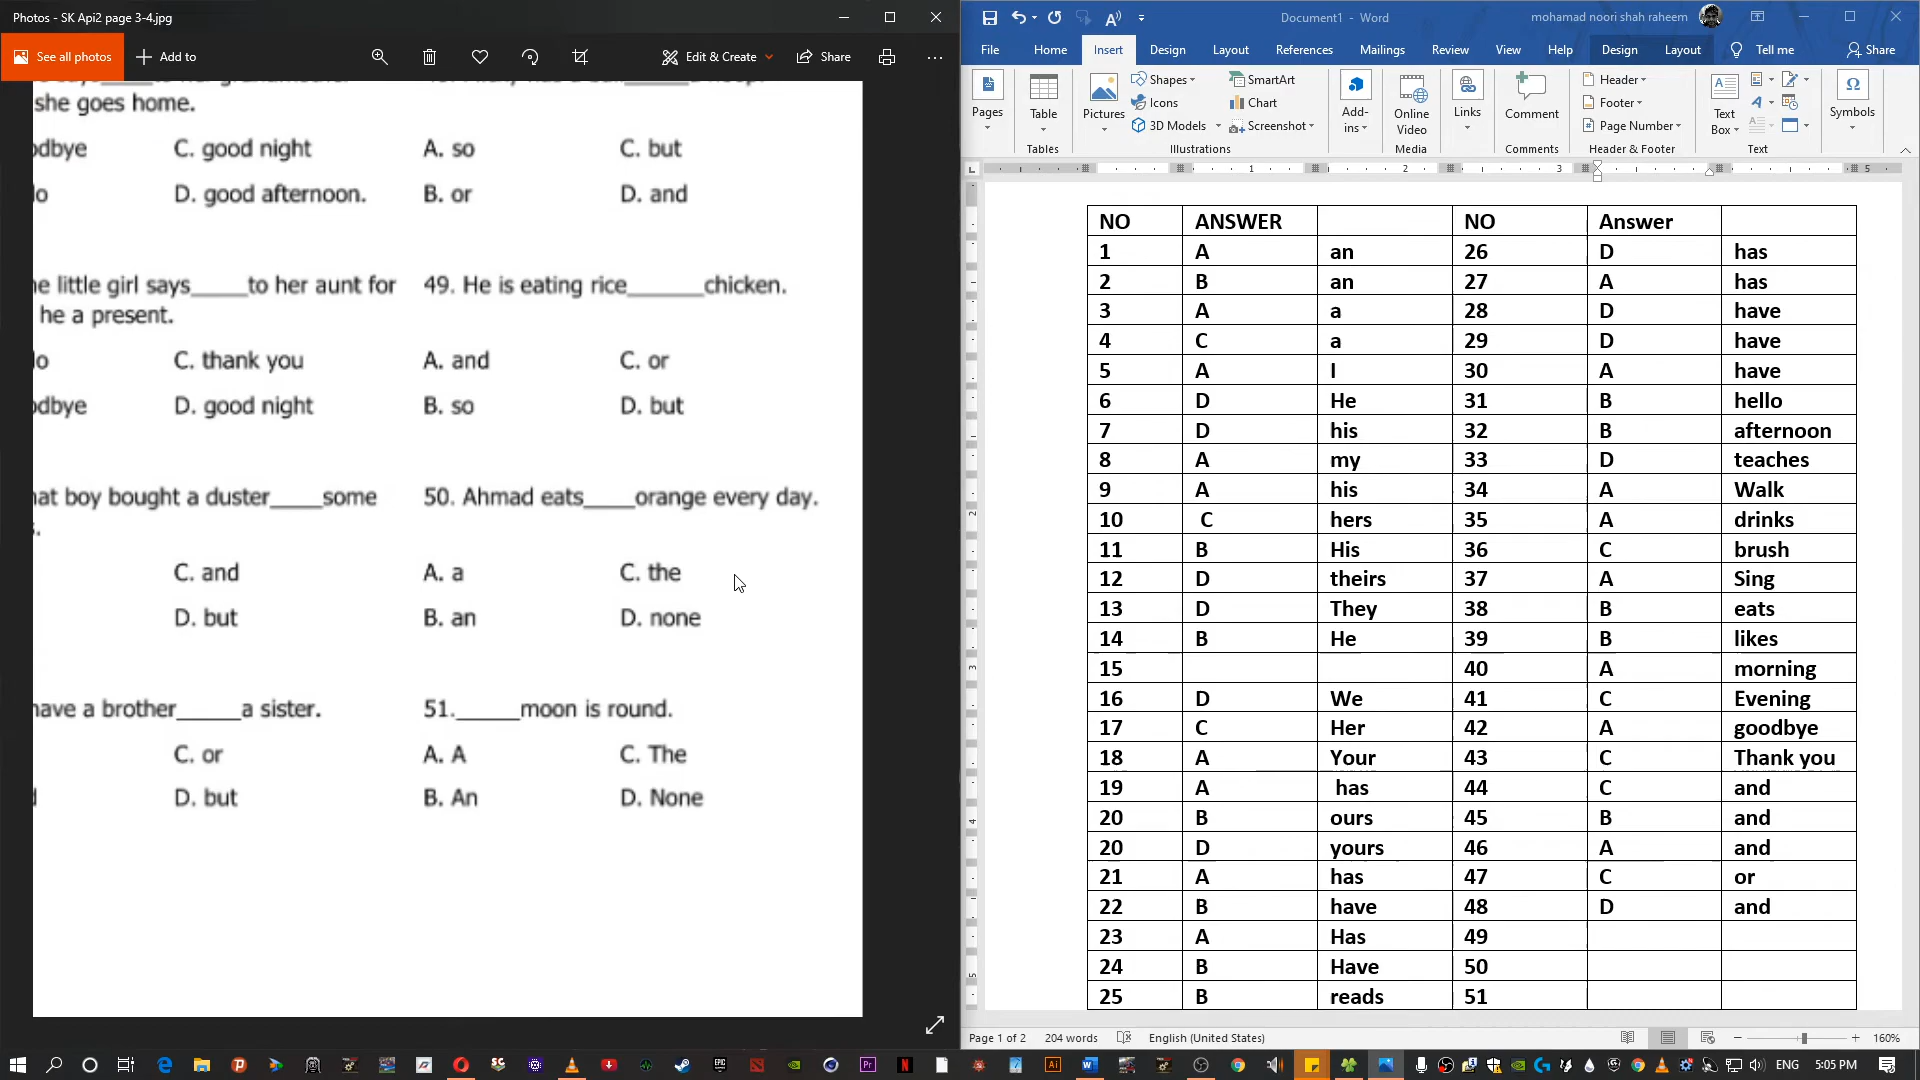 Photos - SK Api2 page 3-4.jpg
See all photos
Add to
Edit & Create
Share
she goes home.
odbye
C. good night
lo
D. good afternoon.
A. so
C. but
B. or
D. and
ne little girl says_____to her aunt for
he a present.
lo
C. thank you
odbye
D. good night
49. He is eating rice_______chicken.
A. and
C. or
B. so
D. but
nat boy bought a duster_____some
s.
C. and
D. but
50. Ahmad eats_____orange every day.
A. a
C. the
B. an
D. none
have a brother______a sister.
C. or
D. but
51.______moon is round.
A. A
C. The
B. An
D. None
Document1 - Word
mohamad noori shah raheem
File Home Insert Design Layout References Mailings Review View Help Design Layout Tell me Share
Pages
Table
Tables
Pictures
Shapes
Icons
3D Models
SmartArt
Chart
Screenshot
Illustrations
Add-ins
Online Video
Media
Links
Comment
Comments
Header
Footer
Page Number
Header & Footer
Text Box
Text
Symbols
1 2 3 5
NO ANSWER NO Answer
1 A an 26 D has
2 B an 27 A has
3 A a 28 D have
4 C a 29 D have
5 A I 30 A have
6 D He 31 B hello
7 D his 32 B afternoon
8 A my 33 D teaches
9 A his 34 A Walk
10 C hers 35 A drinks
11 B His 36 C brush
12 D theirs 37 A Sing
13 D They 38 B eats
14 B He 39 B likes
15 40 A morning
16 D We 41 C Evening
17 C Her 42 A goodbye
18 A Your 43 C Thank you
19 A has 44 C and
20 B ours 45 B and
20 D yours 46 A and
21 A has 47 C or
22 B have 48 D and
23 A Has 49
24 B Have 50
25 B reads 51
Page 1 of 2 204 words English (United States) 160%
ENG 5:05 PM